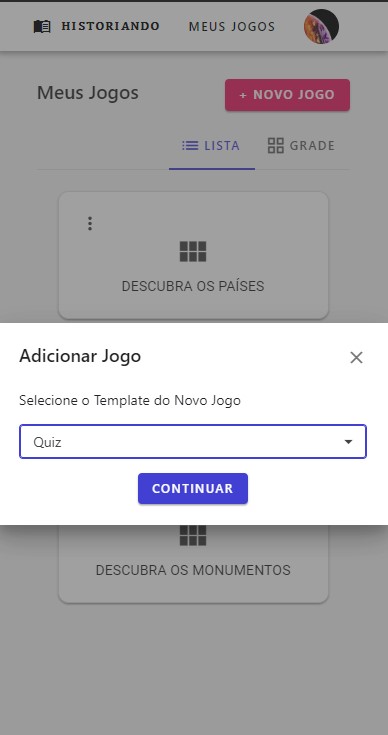 HISTORIANDO MEUS JOGOS
Meus Jogos
+ NOVO JOGO
LISTA GRADE
DESCUBRA OS PAÍSES
Adicionar Jogo
Selecione o Template do Novo Jogo
Quiz
CONTINUAR
DESCUBRA OS MONUMENTOS